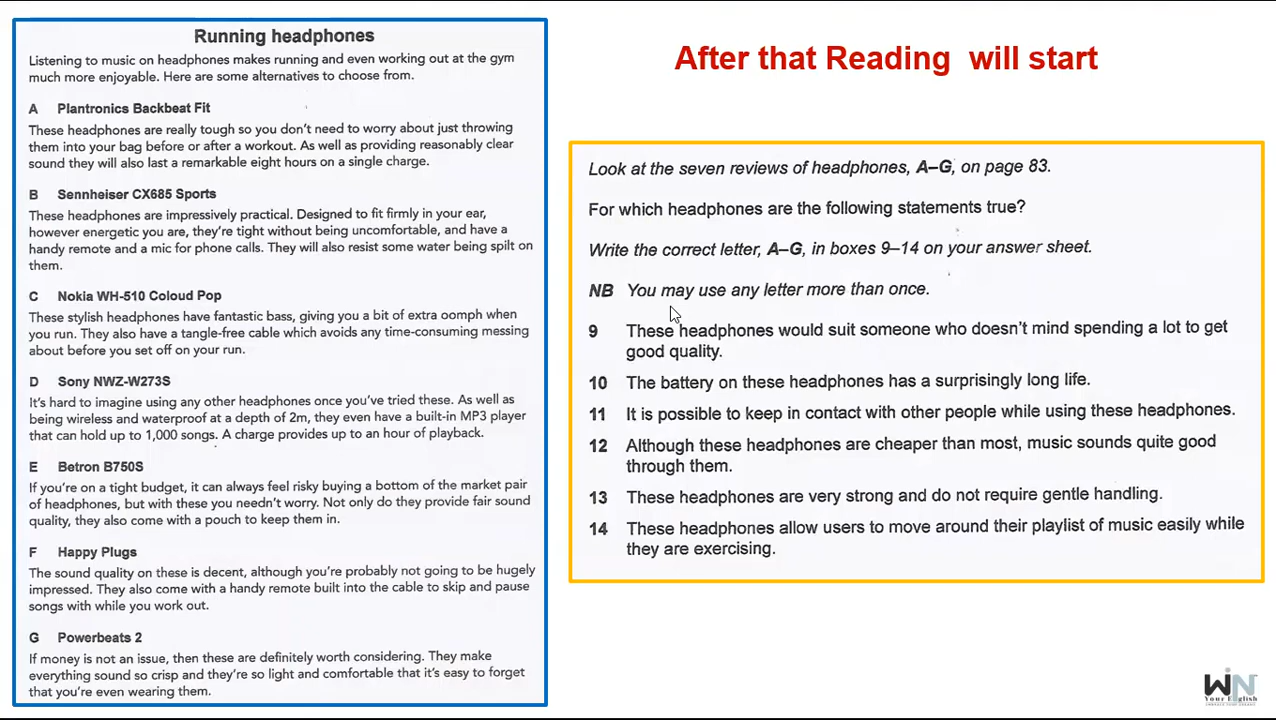 Running headphones
Listening to music on headphones makes running and even working out at the gym
much more enjoyable. Here are some alternatives to choose from.
A Plantronics Backbeat Fit
These headphones are really tough so you don't need to worry about just throwing
them into your bag before or after a workout. As well as providing reasonably clear
sound they will also last a remarkable eight hours on a single charge.
B Sennheiser CX685 Sports
These headphones are impressively practical. Designed to fit firmly in your ear,
however energetic you are, they're tight without being uncomfortable, and have a
handy remote and a mic for phone calls. They will also resist some water being spilt on
them.
C Nokia WH-510 Coloud Pop
These stylish headphones have fantastic bass, giving you a bit of extra oomph when
you run. They also have a tangle-free cable which avoids any time-consuming messing
about before you set off on your run.
D Sony NWZ-W273S
It's hard to imagine using any other headphones once you've tried these. As well as
being wireless and waterproof at a depth of 2m, they even have a built-in MP3 player
that can hold up to 1,000 songs. A charge provides up to an hour of playback.
E Betron B750S
If you're on a tight budget, it can always feel risky buying a bottom of the market pair
of headphones, but with these you needn't worry. Not only do they provide fair sound
quality, they also come with a pouch to keep them in.
F Happy Plugs
The sound quality on these is decent, although you're probably not going to be hugely
impressed. They also come with a handy remote built into the cable to skip and pause
songs with while you work out.
G Powerbeats 2
If money is not an issue, then these are definitely worth considering. They make
everything sound so crisp and they're so light and comfortable that it's easy to forget
that you're even wearing them.
After that Reading will start
Look at the seven reviews of headphones, A–G, on page 83.
For which headphones are the following statements true?
Write the correct letter, A–G, in boxes 9–14 on your answer sheet.
NB You may use any letter more than once.
9 These headphones would suit someone who doesn't mind spending a lot to get
good quality.
10 The battery on these headphones has a surprisingly long life.
11 It is possible to keep in contact with other people while using these headphones.
12 Although these headphones are cheaper than most, music sounds quite good
through them.
13 These headphones are very strong and do not require gentle handling.
14 These headphones allow users to move around their playlist of music easily while
they are exercising.
WIN
Your English